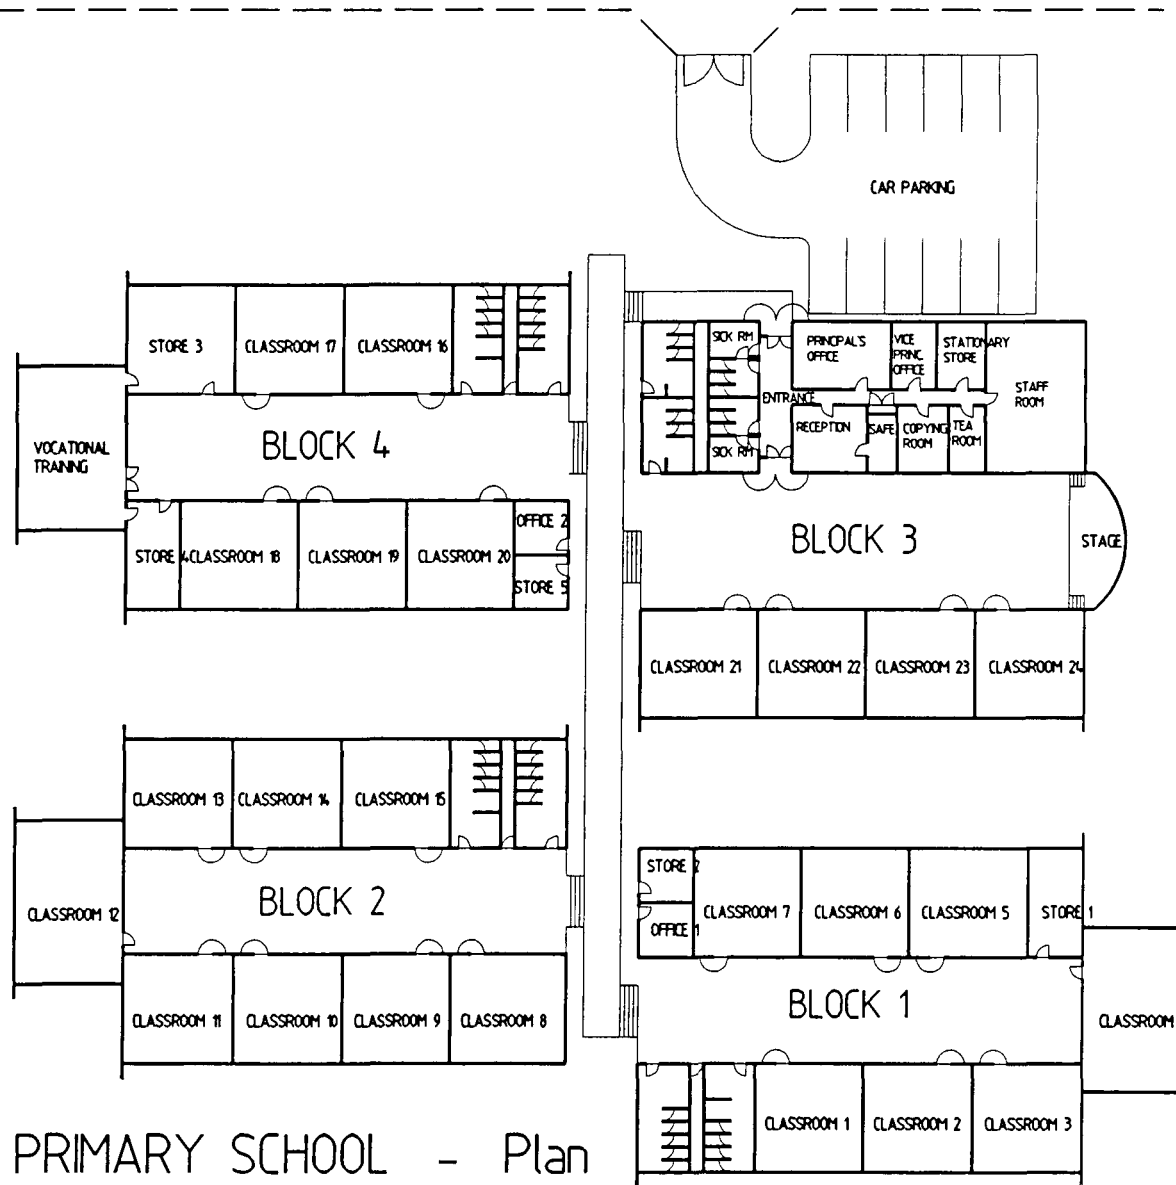 CAR PARKING
STORE 3
CLASSROOM 17
CLASSROOM 16
SICK RM
PRINCIPAL'S
OFFICE
VICE
PRINC.
OFFICE
STATIONARY
STORE
STAFF
ROOM
ENTRANCE
RECEPTION
SAFE
COPYING
ROOM
TEA
ROOM
SICK RM
VOCATIONAL
TRAINING
BLOCK 4
BLOCK 3
STAGE
STORE 4
CLASSROOM 18
CLASSROOM 19
CLASSROOM 20
OFFICE 2
STORE 5
CLASSROOM 21
CLASSROOM 22
CLASSROOM 23
CLASSROOM 24
CLASSROOM 13
CLASSROOM 14
CLASSROOM 15
CLASSROOM 12
BLOCK 2
STORE 2
OFFICE 1
CLASSROOM 7
CLASSROOM 6
CLASSROOM 5
STORE 1
CLASSROOM 11
CLASSROOM 10
CLASSROOM 9
CLASSROOM 8
BLOCK 1
CLASSROOM
CLASSROOM 1
CLASSROOM 2
CLASSROOM 3
PRIMARY SCHOOL - Plan